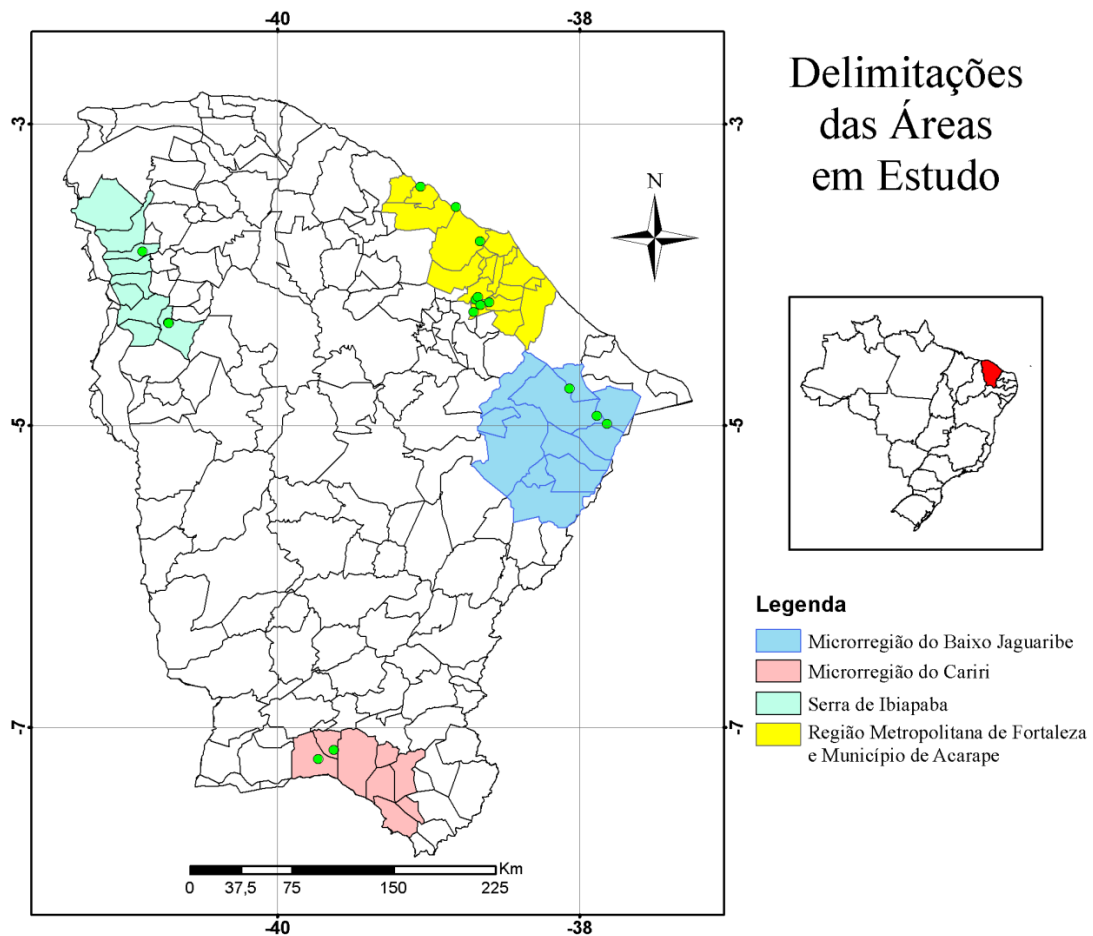 -40
-38
Delimitações
das Áreas
em Estudo
-3
-3
N
-5
-5
Legenda
Microrregião do Baixo Jaguaribe
Microrregião do Cariri
Serra de Ibiapaba
Região Metropolitana de Fortaleza
e Município de Acarape
-7
-7
Km
0 37,5 75 150 225
-40
-38